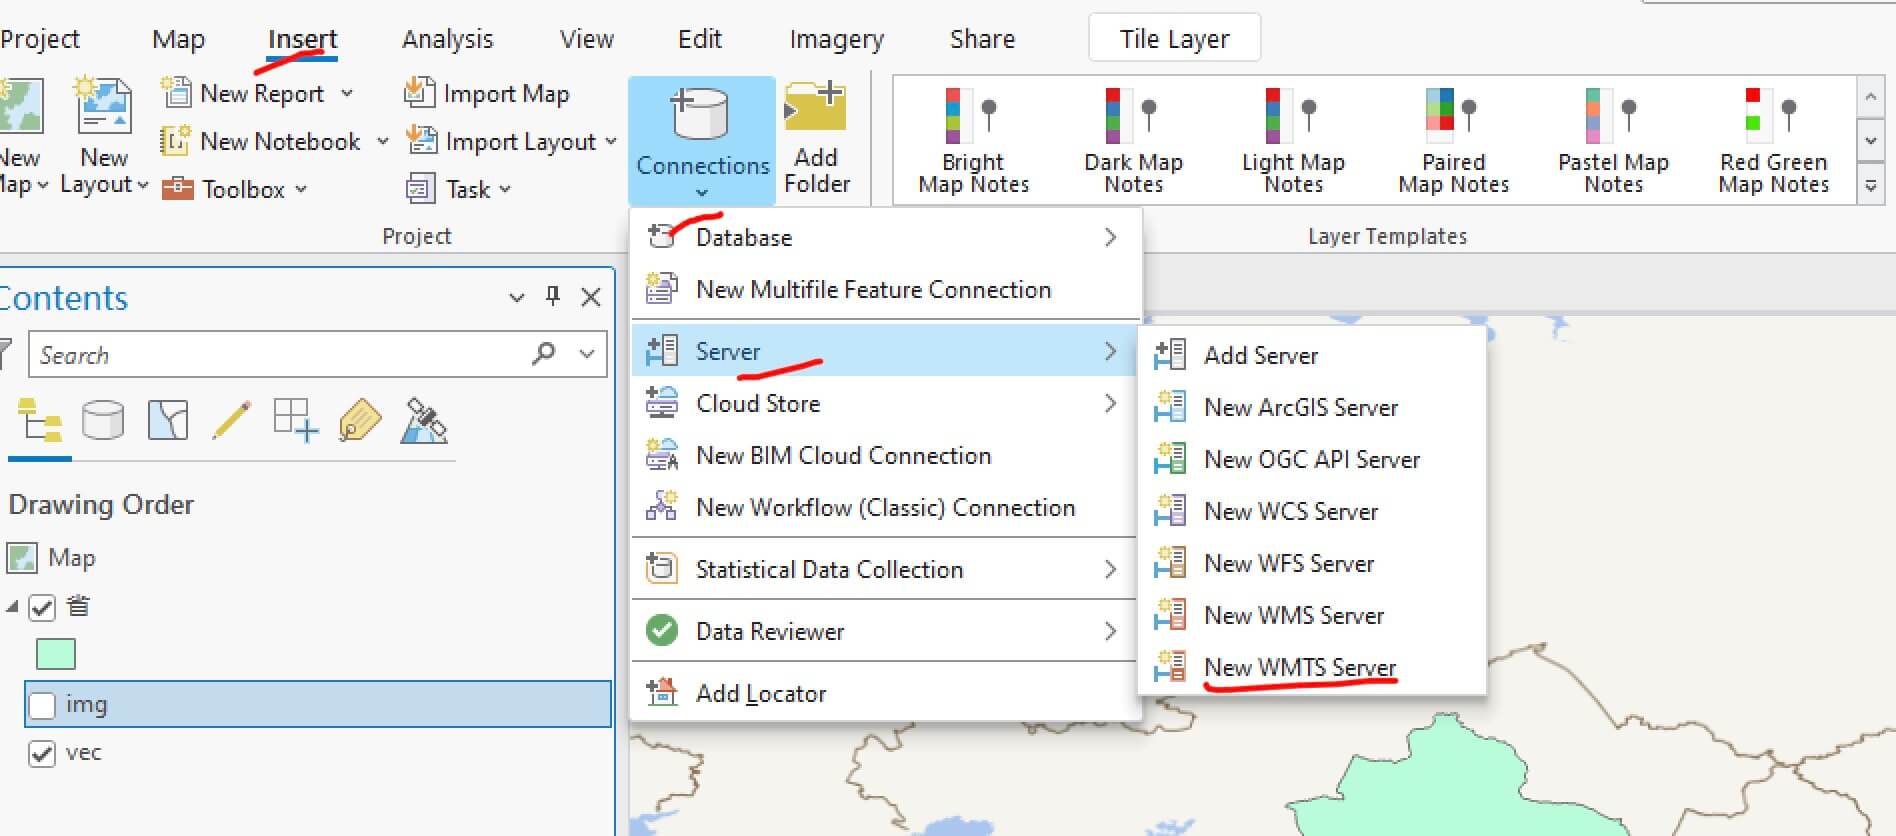 Project Map Insert Analysis View Edit Imagery Share Tile Layer
New Report Import Map
New Notebook Import Layout
Toolbox Task
New
Map
New
Layout
Connections
Add
Folder
Bright
Map Notes
Dark Map
Notes
Light Map
Notes
Paired
Map Notes
Pastel Map
Notes
Red Green
Map Notes
Project
Layer Templates
Database
New Multifile Feature Connection
Server
Cloud Store
New BIM Cloud Connection
New Workflow (Classic) Connection
Statistical Data Collection
Data Reviewer
Add Locator
Add Server
New ArcGIS Server
New OGC API Server
New WCS Server
New WFS Server
New WMS Server
New WMTS Server
Contents
Search
Drawing Order
Map
省
img
vec